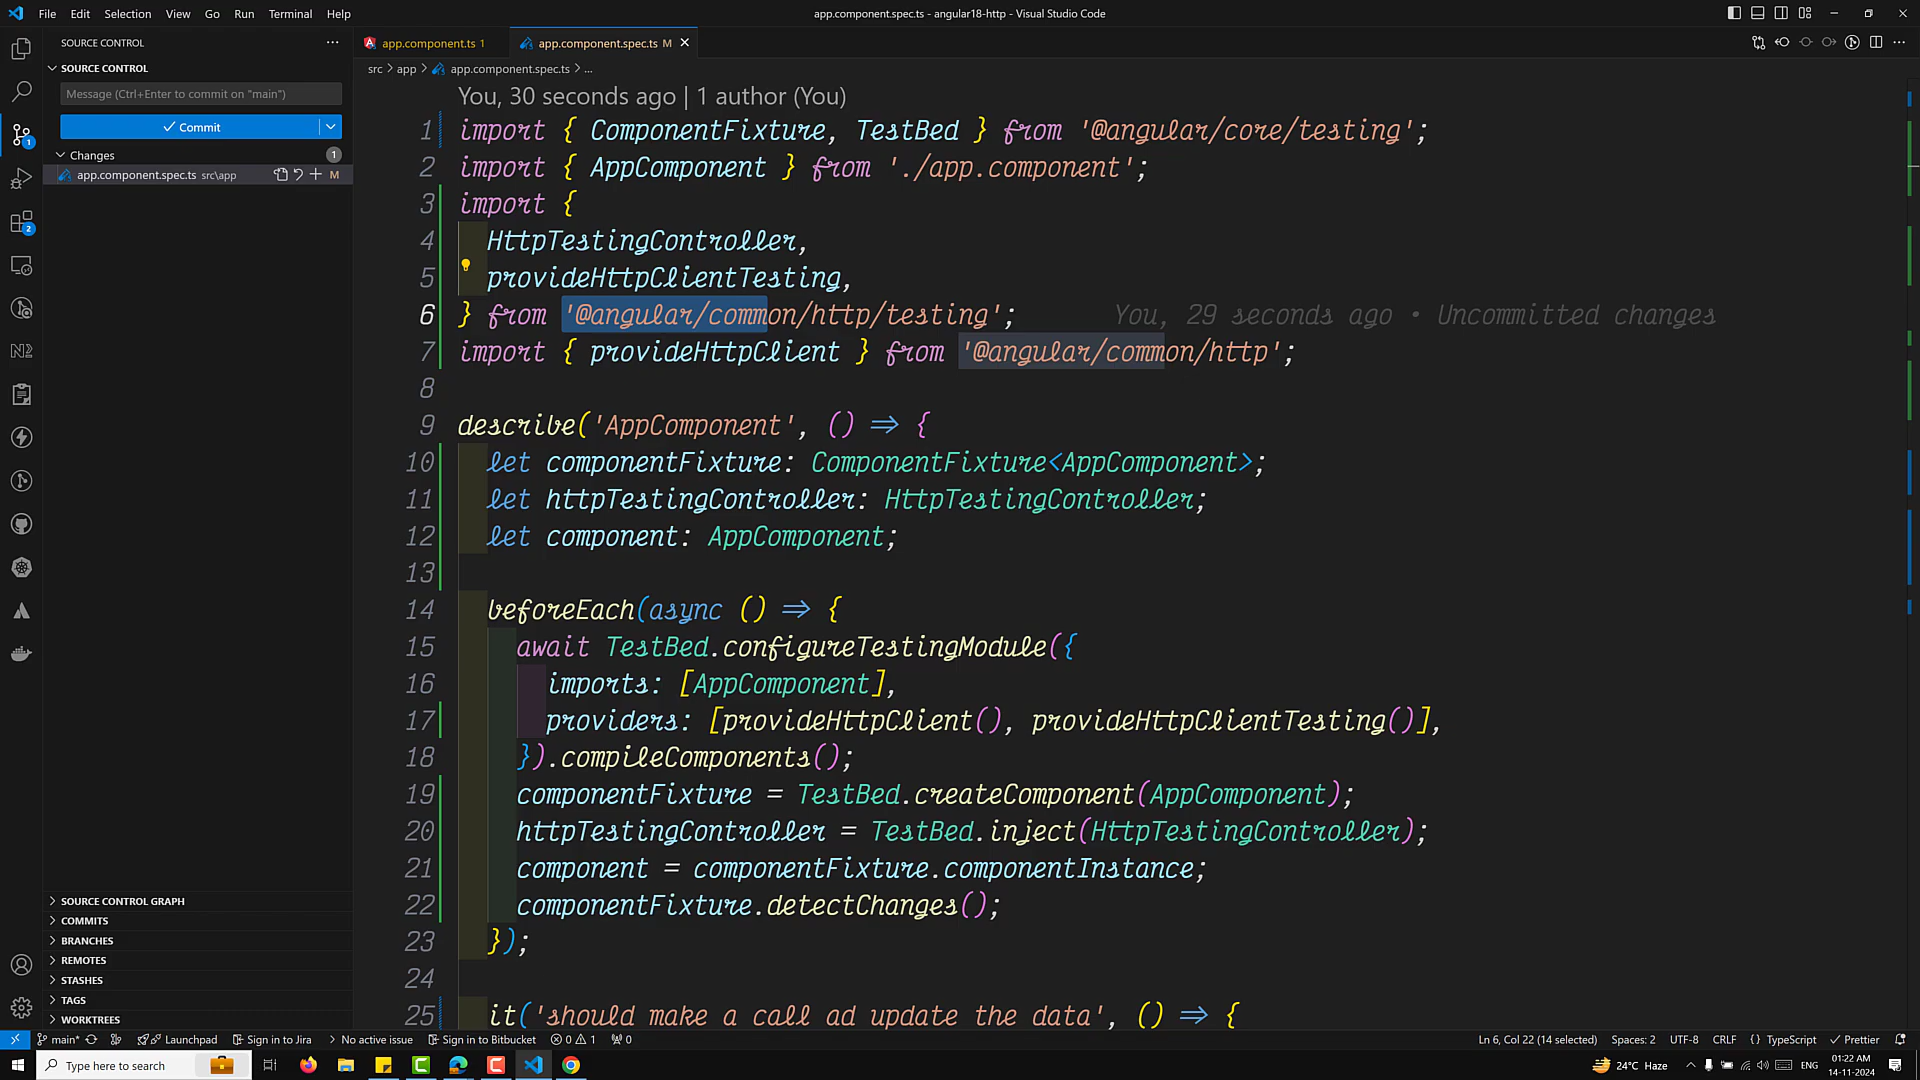 File Edit Selection View Go Run Terminal Help
app.component.spec.ts - angular18-http - Visual Studio Code
SOURCE CONTROL
SOURCE CONTROL
Message (Ctrl+Enter to commit on "main")
Commit
Changes 1
app.component.spec.ts src\app M
SOURCE CONTROL GRAPH
COMMITS
BRANCHES
REMOTES
STASHES
TAGS
WORKTREES
1
2
app.component.ts 1
app.component.spec.ts M
src > app > app.component.spec.ts > ...
You, 30 seconds ago | 1 author (You)
1 import { ComponentFixture, TestBed } from '@angular/core/testing';
2 import { AppComponent } from './app.component';
3 import {
4 HttpTestingController,
5 provideHttpClientTesting,
6 } from '@angular/common/http/testing'; You, 29 seconds ago • Uncommitted changes
7 import { provideHttpClient } from '@angular/common/http';
8
9 describe('AppComponent', () => {
10 let componentFixture: ComponentFixture<AppComponent>;
11 let httpTestingController: HttpTestingController;
12 let component: AppComponent;
13
14 beforeEach(async () => {
15 await TestBed.configureTestingModule({
16 imports: [AppComponent],
17 providers: [provideHttpClient(), provideHttpClientTesting()],
18 }).compileComponents();
19 componentFixture = TestBed.createComponent(AppComponent);
20 httpTestingController = TestBed.inject(HttpTestingController);
21 component = componentFixture.componentInstance;
22 componentFixture.detectChanges();
23 });
24
25 it('should make a call ad update the data', () => {
main* Launchpad Sign in to Jira No active issue Sign in to Bitbucket 0 1 0
Ln 6, Col 22 (14 selected) Spaces: 2 UTF-8 CRLF {} TypeScript Prettier
Type here to search
24°C Haze ENG
01:22 AM
14-11-2024